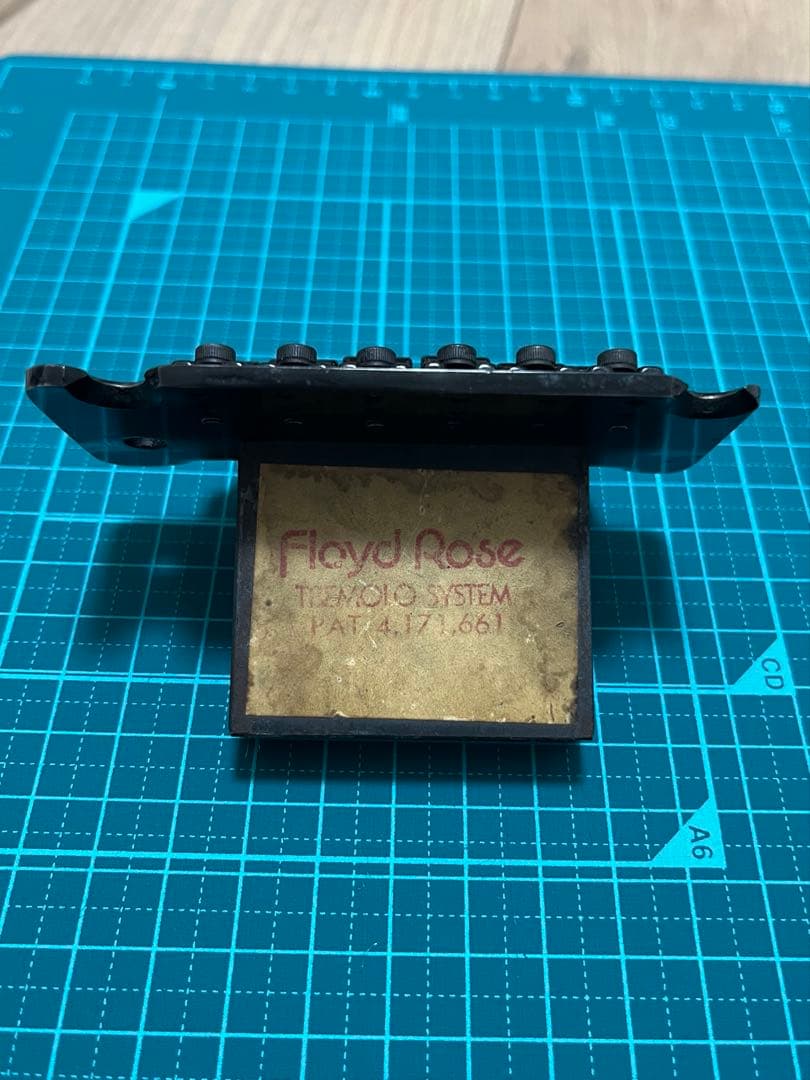 Floyd Rose
TREMOLO SYSTEM
PAT. 4,171,661
CD
A6